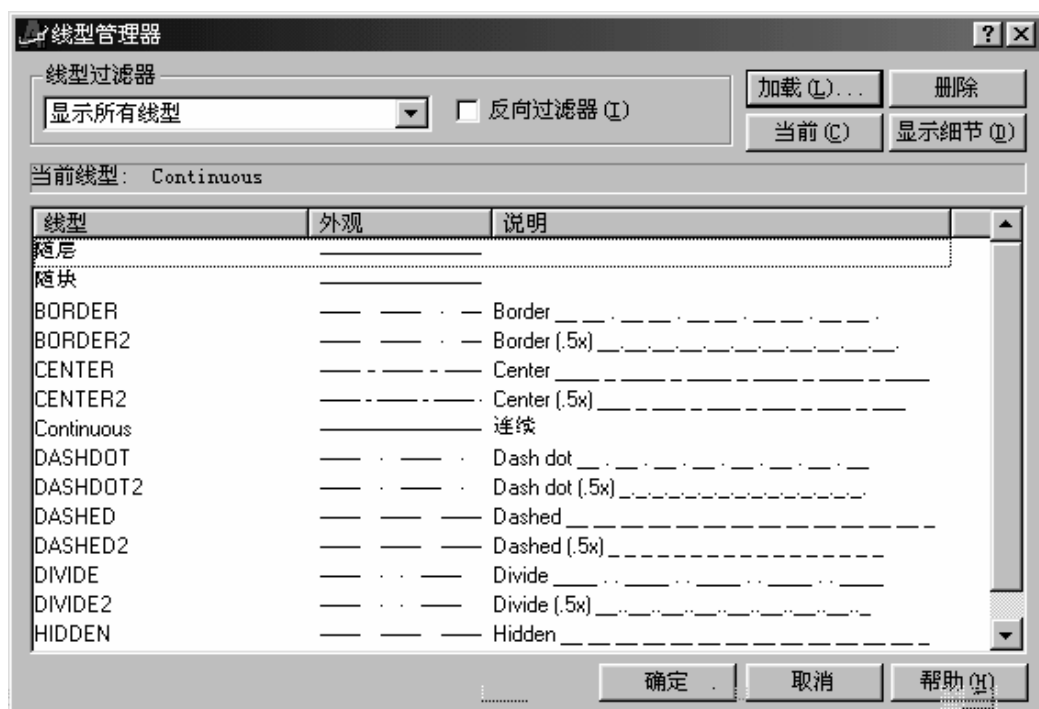 线型管理器
线型过滤器
显示所有线型
反向过滤器(I)
加载(L)... 删除
当前(C) 显示细节(D)
当前线型: Continuous
线型 外观 说明
随层
随块
BORDER Border
BORDER2 Border (.5x)
CENTER Center
CENTER2 Center (.5x)
Continuous 连续
DASHDOT Dash dot
DASHDOT2 Dash dot (.5x)
DASHED Dashed
DASHED2 Dashed (.5x)
DIVIDE Divide
DIVIDE2 Divide (.5x)
HIDDEN Hidden
确定 取消 帮助(H)